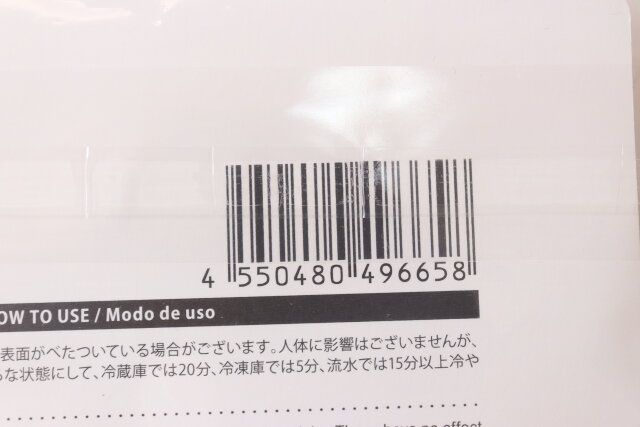 4 550480 496658
OW TO USE / Modo de uso
表面がべたついている場合がございます。人体に影響はございませんが、
な状態にして、冷蔵庫では20分、冷凍庫では5分、流水では15分以上冷や
have no effect